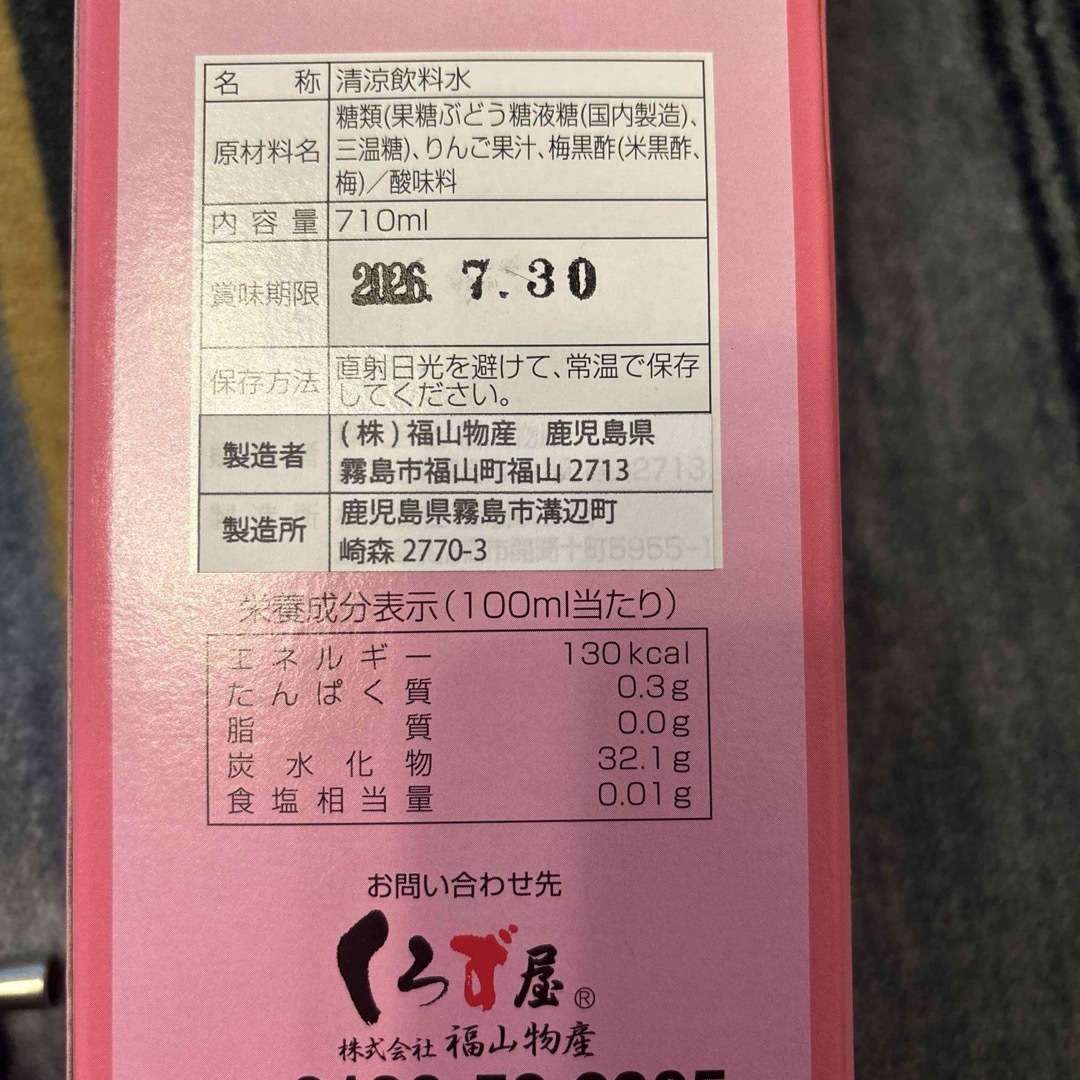 名称 清涼飲料水
原材料名 糖類(果糖ぶどう糖液糖(国内製造)、
三温糖)、りんご果汁、梅黒酢(米黒酢、
梅)／酸味料
内容量 710ml
賞味期限 2026. 7. 30
保存方法 直射日光を避けて、常温で保存
してください。
製造者 (株)福山物産 鹿児島県
霧島市福山町福山 2713
製造所 鹿児島県霧島市溝辺町
崎森 2770-3
栄養成分表示(100ml当たり)
エネルギー 130kcal
たんぱく質 0.3g
脂質 0.0g
炭水化物 32.1g
食塩相当量 0.01g
お問い合わせ先
くろず屋®
株式会社 福山物産